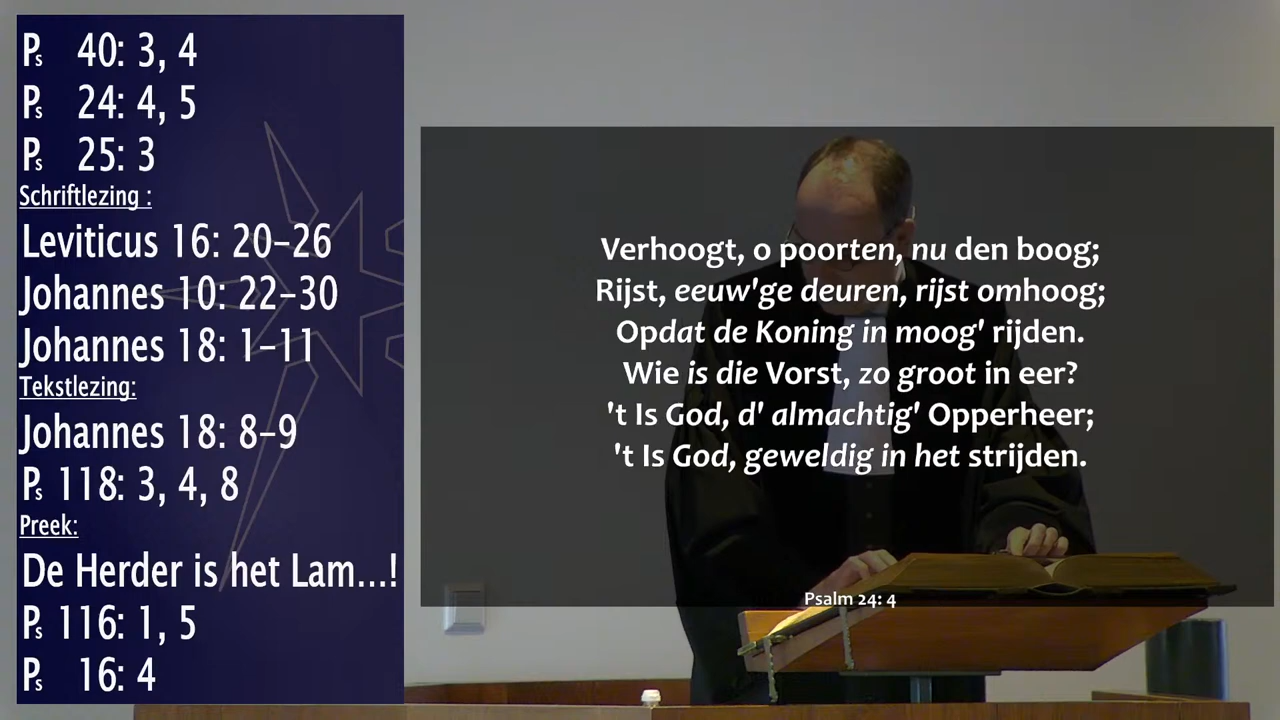 Ps 40: 3, 4
Ps 24: 4, 5
Ps 25: 3
Schriftlezing :
Leviticus 16: 20-26
Johannes 10: 22-30
Johannes 18: 1-11
Tekstlezing:
Johannes 18: 8-9
Ps 118: 3, 4, 8
Preek:
De Herder is het Lam...!
Ps 116: 1, 5
Ps 16: 4
Verhoogt, o poorten, nu den boog;
Rijst, eeuw'ge deuren, rijst omhoog;
Opdat de Koning in moog' rijden.
Wie is die Vorst, zo groot in eer?
't Is God, d' almachtig' Opperheer;
't Is God, geweldig in het strijden.
Psalm 24: 4